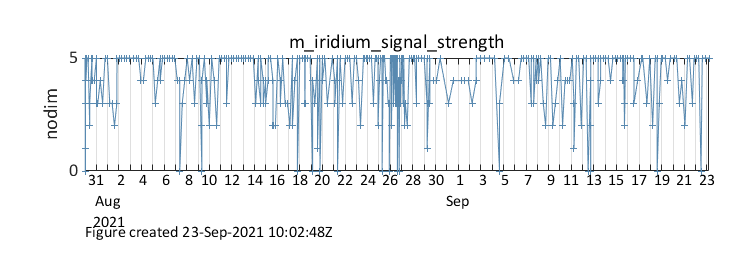 m_iridium_signal_strength
5
nodim
0
31 2 4 6 8 10 12 14 16 18 20 22 24 26 28 30 1 3 5 7 9 11 13 15 17 19 21 23
Aug Sep
2021
Figure created 23-Sep-2021 10:02:48Z